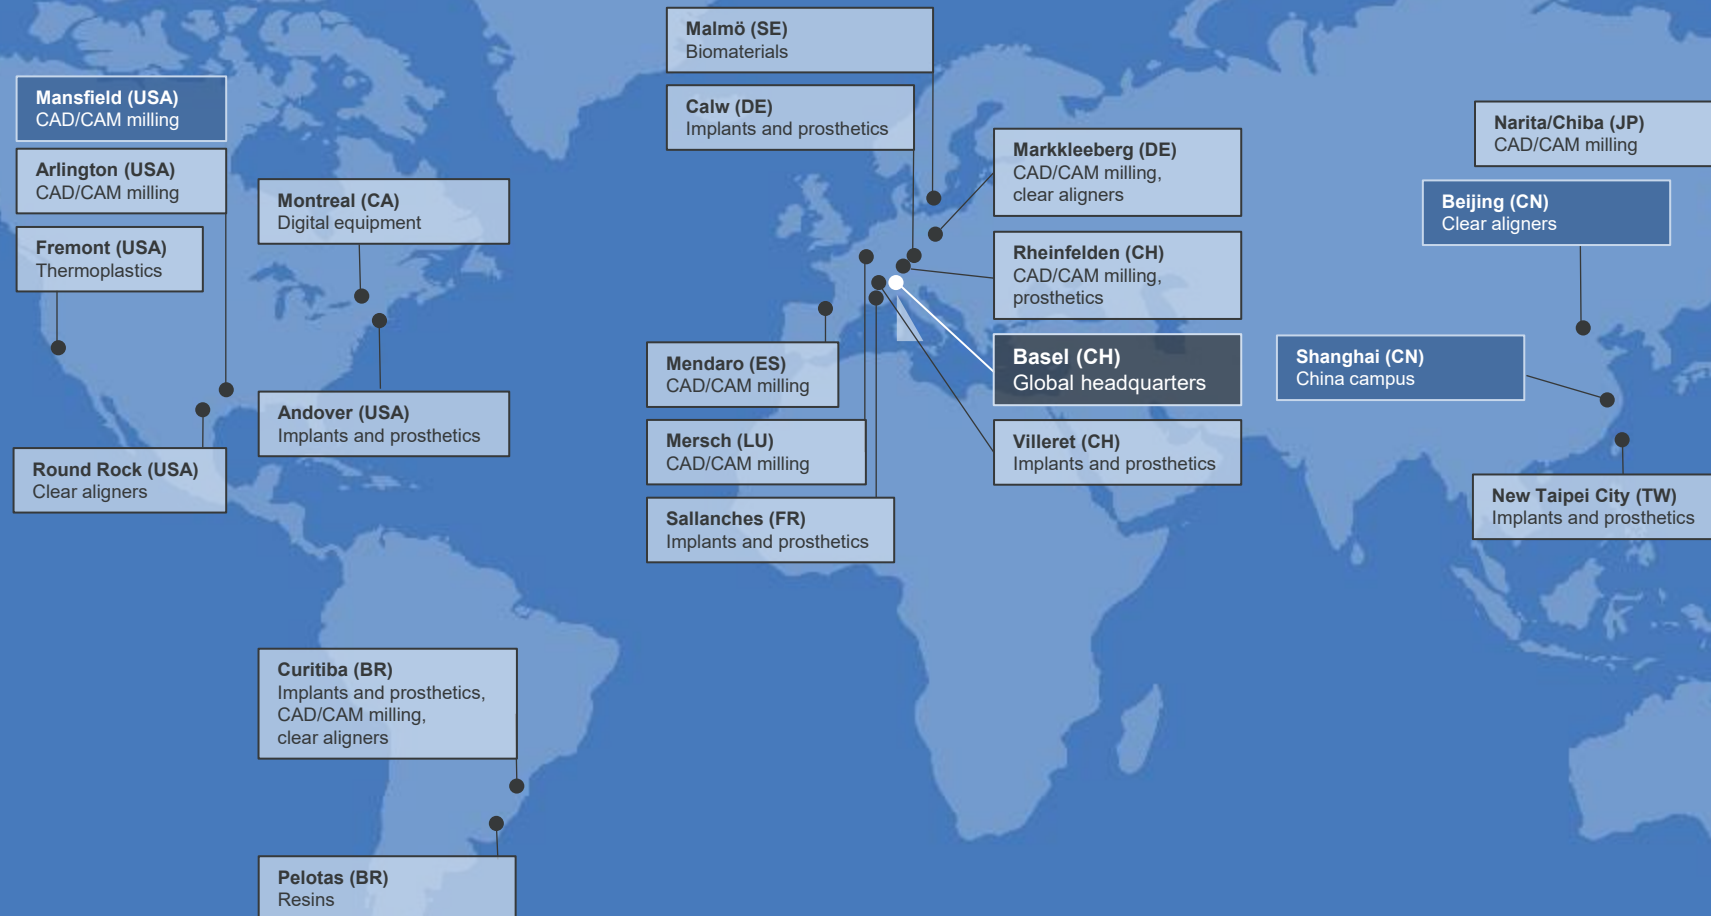 Malmö (SE)
Biomaterials
Mansfield (USA)
CAD/CAM milling
Calw (DE)
Implants and prosthetics
Narita/Chiba (JP)
CAD/CAM milling
Markkleeberg (DE)
CAD/CAM milling,
clear aligners
Arlington (USA)
CAD/CAM milling
Montreal (CA)
Digital equipment
Beijing (CN)
Clear aligners
Fremont (USA)
Thermoplastics
Rheinfelden (CH)
CAD/CAM milling,
prosthetics
Mendaro (ES)
CAD/CAM milling
Basel (CH)
Global headquarters
Shanghai (CN)
China campus
Andover (USA)
Implants and prosthetics
Mersch (LU)
CAD/CAM milling
Villeret (CH)
Implants and prosthetics
Round Rock (USA)
Clear aligners
New Taipei City (TW)
Implants and prosthetics
Sallanches (FR)
Implants and prosthetics
Curitiba (BR)
Implants and prosthetics,
CAD/CAM milling,
clear aligners
Pelotas (BR)
Resins